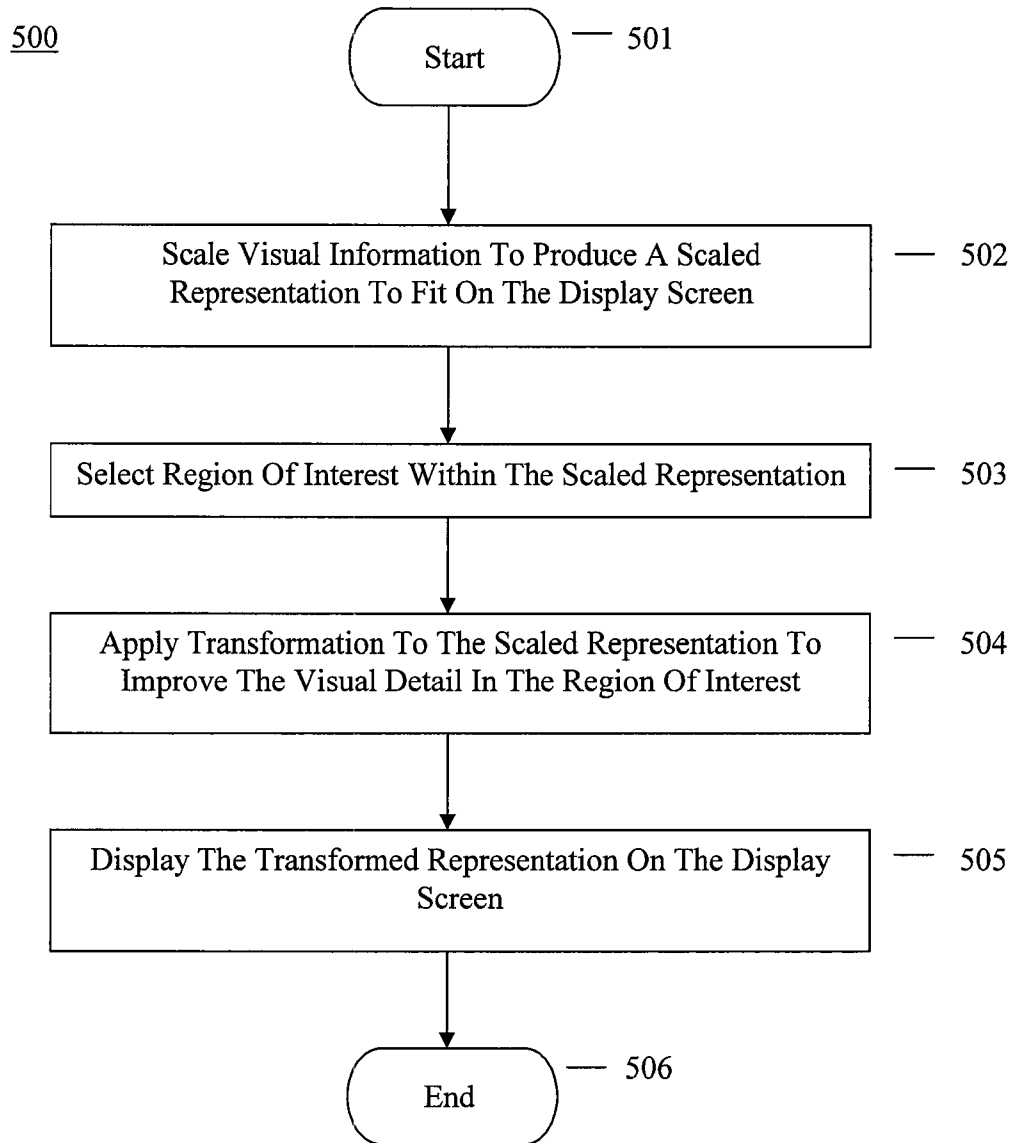 500
Start
501
Scale Visual Information To Produce A Scaled
Representation To Fit On The Display Screen
502
Select Region Of Interest Within The Scaled Representation
503
Apply Transformation To The Scaled Representation To
Improve The Visual Detail In The Region Of Interest
504
Display The Transformed Representation On The Display
Screen
505
End
506